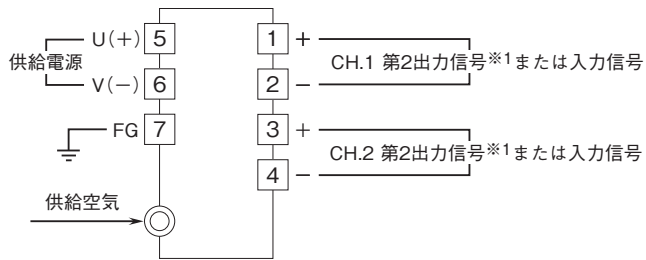 供給電源
U(+) 5
V(−) 6
FG 7
供給空気
1 +
2 −
CH.1 第2出力信号※1または入力信号
3 +
4 −
CH.2 第2出力信号※1または入力信号